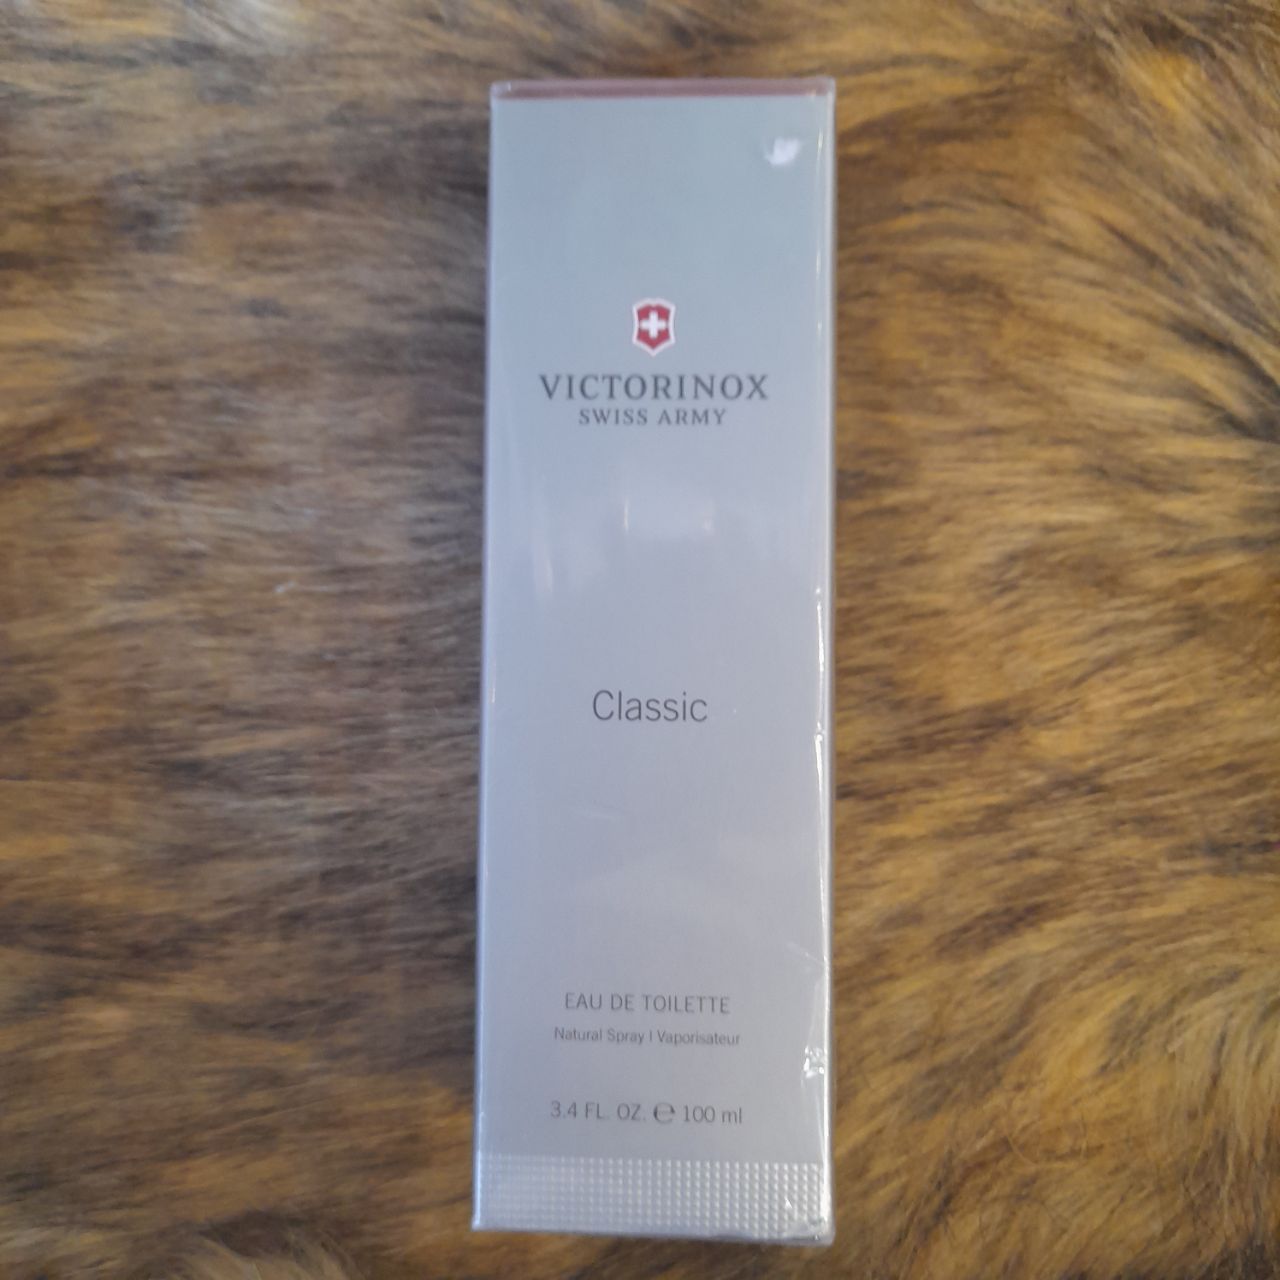 VICTORINOX
SWISS ARMY
Classic
EAU DE TOILETTE
Natural Spray | Vaporisateur
3.4 FL. OZ. ℮ 100 ml